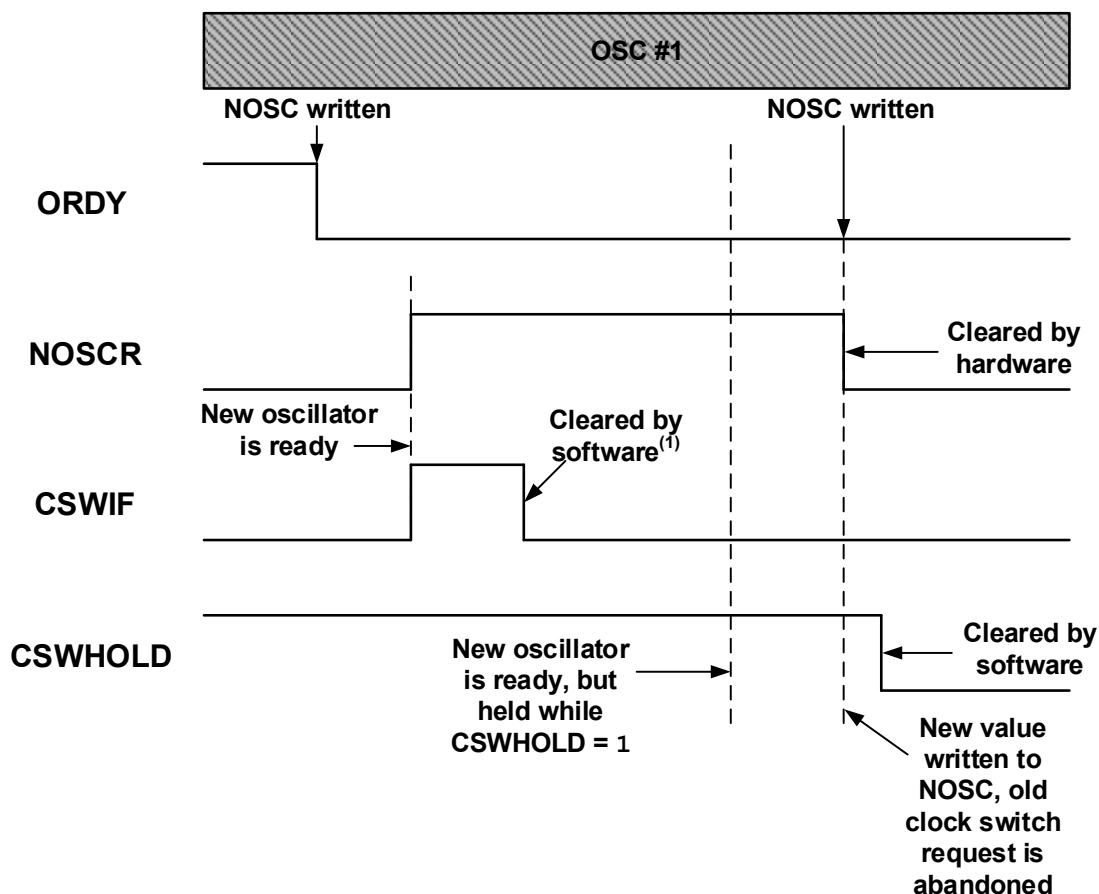 OSC #1
NOSC written
NOSC written
ORDY
NOSCR
Cleared by
hardware
New oscillator
is ready
Cleared by
software(1)
CSWIF
CSWHOLD
New oscillator
is ready, but
held while
CSWHOLD = 1
Cleared by
software
New value
written to
NOSC, old
clock switch
request is
abandoned